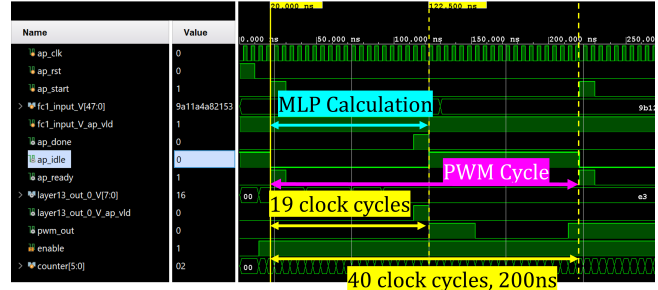 20.000 ns 122.500 ns
Name Value
0.000 ns 50.000 ns 100.000 ns 150.000 ns 200.000 ns 250.00
ap_clk 0
ap_rst 0
ap_start 1
fc1_input_V[47:0] 9a11a4a82153 9b12
MLP Calculation
fc1_input_V_ap_vld 1
ap_done 0
ap_idle 0
ap_ready 1
PWM Cycle
layer13_out_0_V[7:0] 16 00 e3
19 clock cycles
layer13_out_0_V_ap_vld 0
pwm_out 0
enable 1
counter[5:0] 02 00
40 clock cycles, 200ns